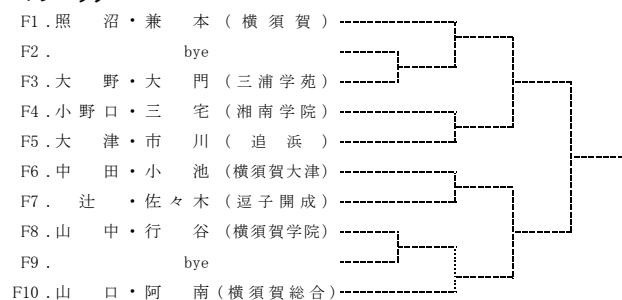 F1.照 沼・兼 本(横須賀)
F2. bye
F3.大 野・大 門(三浦学苑)
F4.小野口・三 宅(湘南学院)
F5.大 津・市 川(追 浜)
F6.中 田・小 池(横須賀大津)
F7.辻 ・佐々木(逗子開成)
F8.山 中・行 谷(横須賀学院)
F9. bye
F10.山 口・阿 南(横須賀総合)